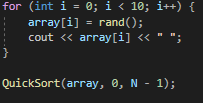 for (int i = 0; i < 10; i++) {
array[i] = rand();
cout << array[i] << " ";
}
QuickSort(array, 0, N - 1);